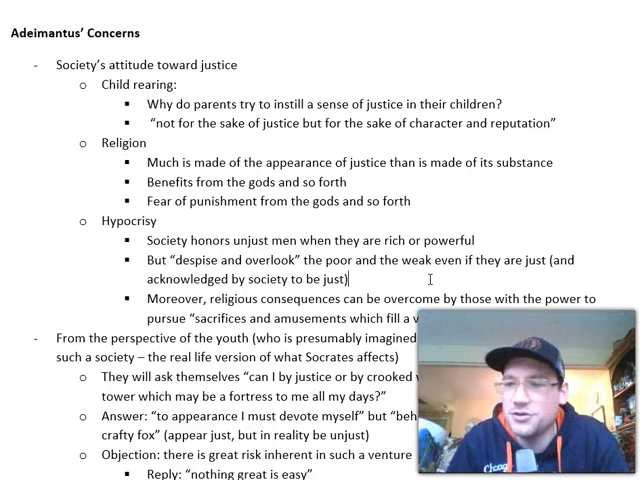 Adeimantus' Concerns
- Society's attitude toward justice
o Child rearing:
▪ Why do parents try to instill a sense of justice in their children?
▪ "not for the sake of justice but for the sake of character and reputation"
o Religion
▪ Much is made of the appearance of justice than is made of its substance
▪ Benefits from the gods and so forth
▪ Fear of punishment from the gods and so forth
o Hypocrisy
▪ Society honors unjust men when they are rich or powerful
▪ But "despise and overlook" the poor and the weak even if they are just (and
acknowledged by society to be just)
▪ Moreover, religious consequences can be overcome by those with the power to
pursue "sacrifices and amusements which fill a
- From the perspective of the youth (who is presumably imagined
such a society – the real life version of what Socrates affects)
o They will ask themselves "can I by justice or by crooked
tower which may be a fortress to me all my days?"
o Answer: "to appearance I must devote myself" but "beh
crafty fox" (appear just, but in reality be unjust)
o Objection: there is great risk inherent in such a venture
▪ Reply: "nothing great is easy"